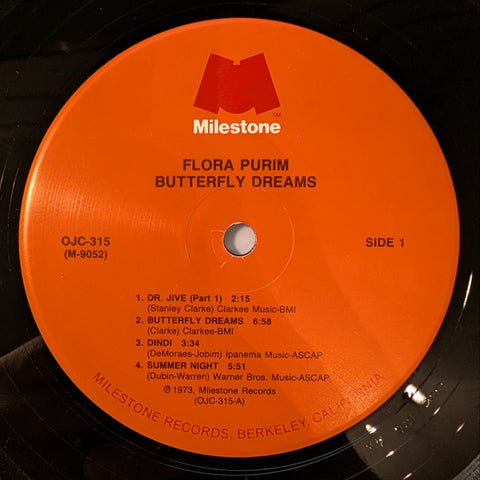 ™
Milestone
FLORA PURIM
BUTTERFLY DREAMS
OJC-315
(M-9052)
SIDE 1
1. DR. JIVE (Part 1) 2:15
(Stanley Clarke) Clarkee Music-BMI
2. BUTTERFLY DREAMS 6:58
(Clarke) Clarkee-BMI
3. DINDI 3:34
(DeMoraes-Jobim) Ipanema Music-ASCAP
4. SUMMER NIGHT 5:51
(Dubin-Warren) Warner Bros. Music-ASCAP
℗ 1973, Milestone Records
(OJC-315-A)
MILESTONE RECORDS, BERKELEY, CALIFORNIA